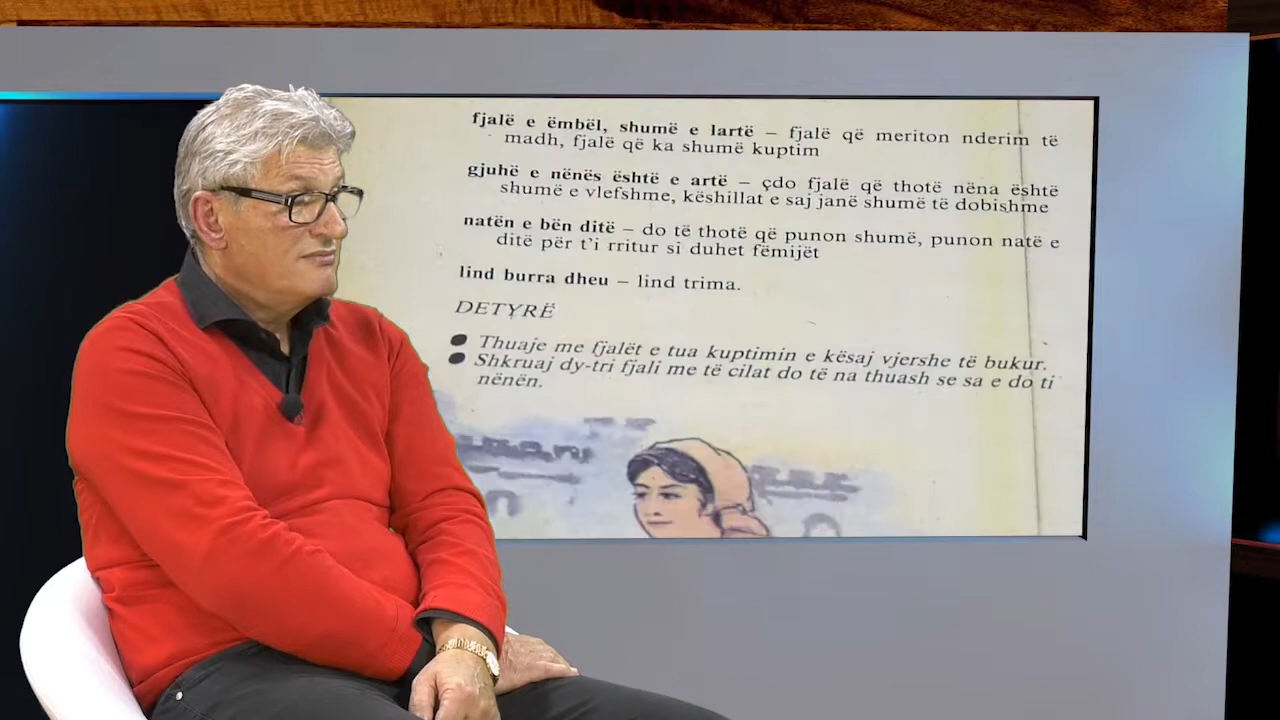 fjalë e ëmbël, shumë e lartë – fjalë që meriton nderim të
madh, fjalë që ka shumë kuptim
gjuhë e nënës është e artë – çdo fjalë që thotë nëna është
shumë e vlefshme, këshillat e saj janë shumë të dobishme
natën e bën ditë – do të thotë që punon shumë, punon natë e
ditë për t'i rritur si duhet fëmijët
lind burra dheu – lind trima.
DETYRË
● Thuaje me fjalët e tua kuptimin e kësaj vjershe të bukur.
● Shkruaj dy-tri fjali me të cilat do të na thuash se sa e do ti
nënën.